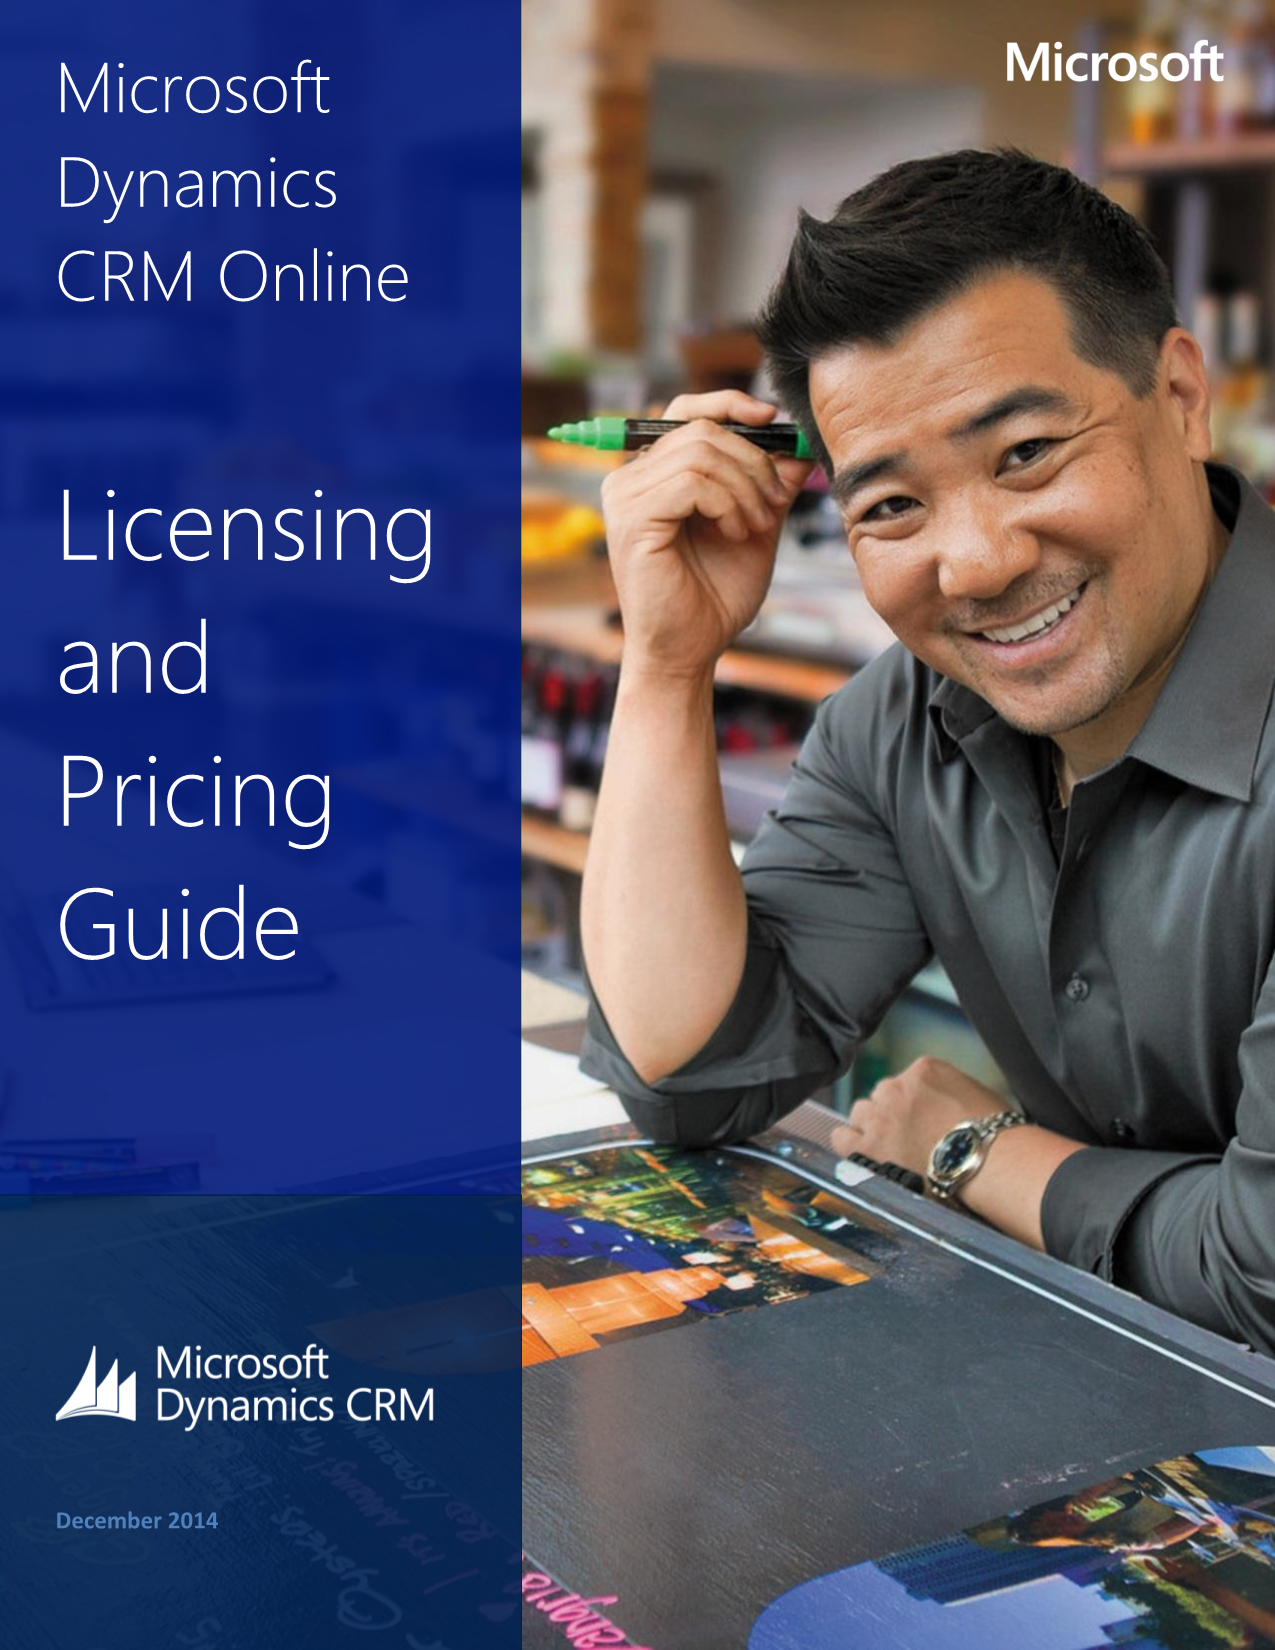 Microsoft
Dynamics
CRM Online
Microsoft
Licensing
and
Pricing
Guide
Microsoft
Dynamics CRM
December 2014